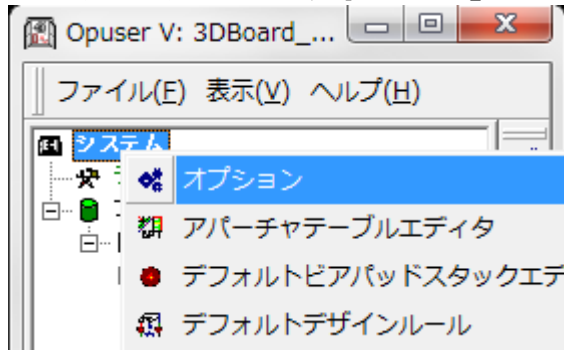 Opuser V: 3DBoard_...
ファイル(F) 表示(V) ヘルプ(H)
システム
オプション
アパーチャテーブルエディタ
デフォルトビアパッドスタックエデ
デフォルトデザインルール